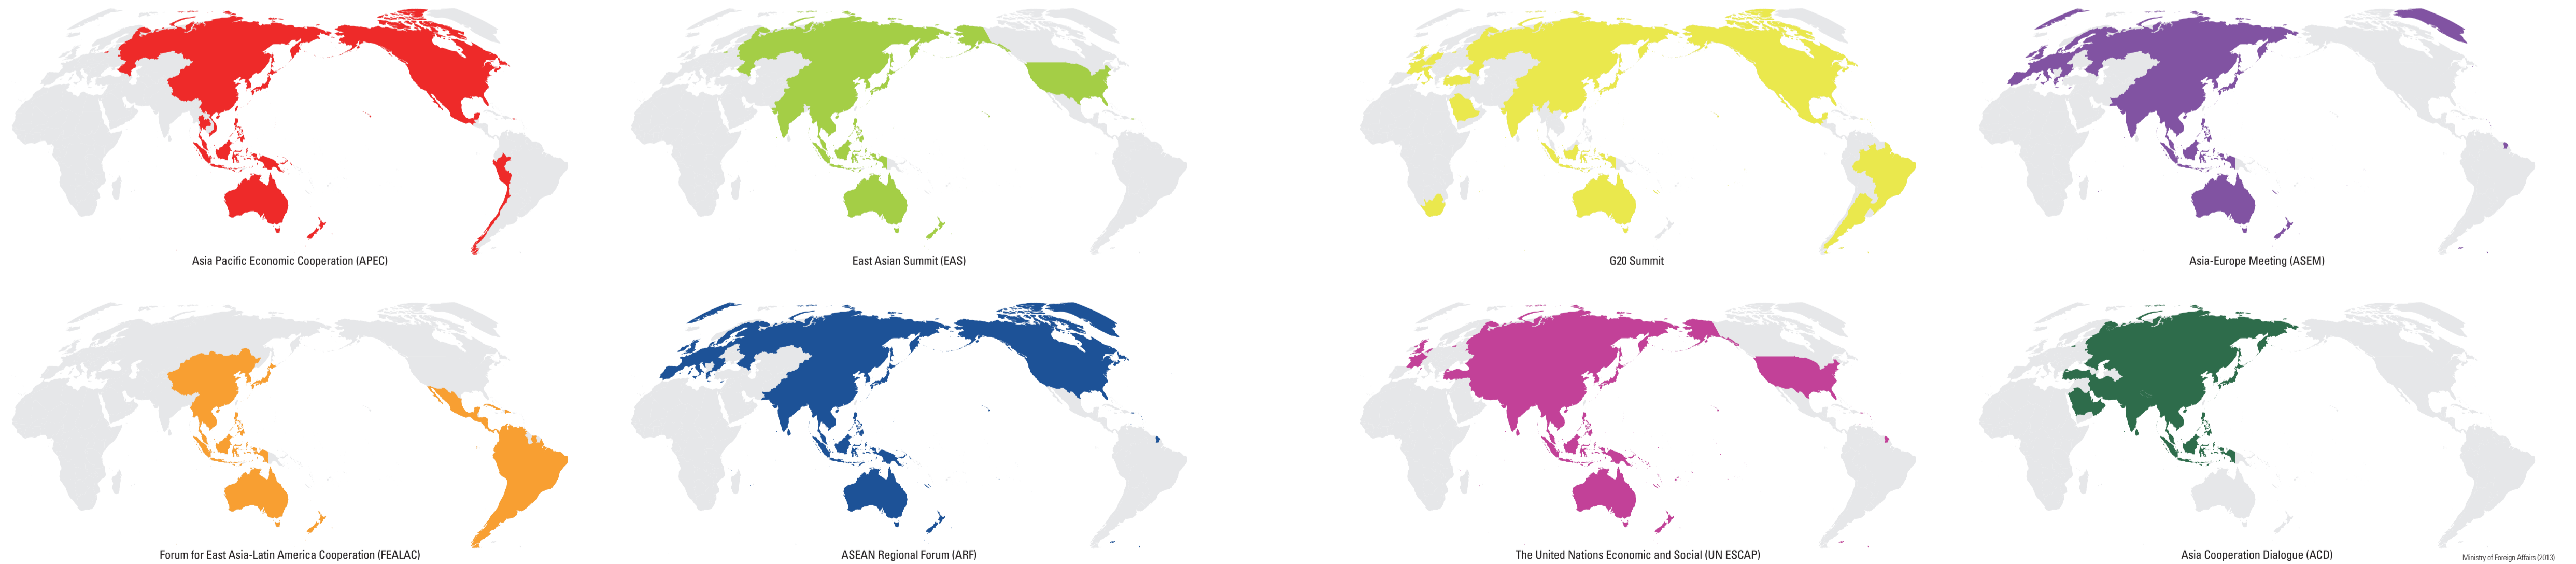 Asia Pacific Economic Cooperation (APEC)
East Asian Summit (EAS)
G20 Summit
Asia-Europe Meeting (ASEM)
Forum for East Asia-Latin America Cooperation (FEALAC)
ASEAN Regional Forum (ARF)
The United Nations Economic and Social (UN ESCAP)
Asia Cooperation Dialogue (ACD)
Ministry of Foreign Affairs (2013)